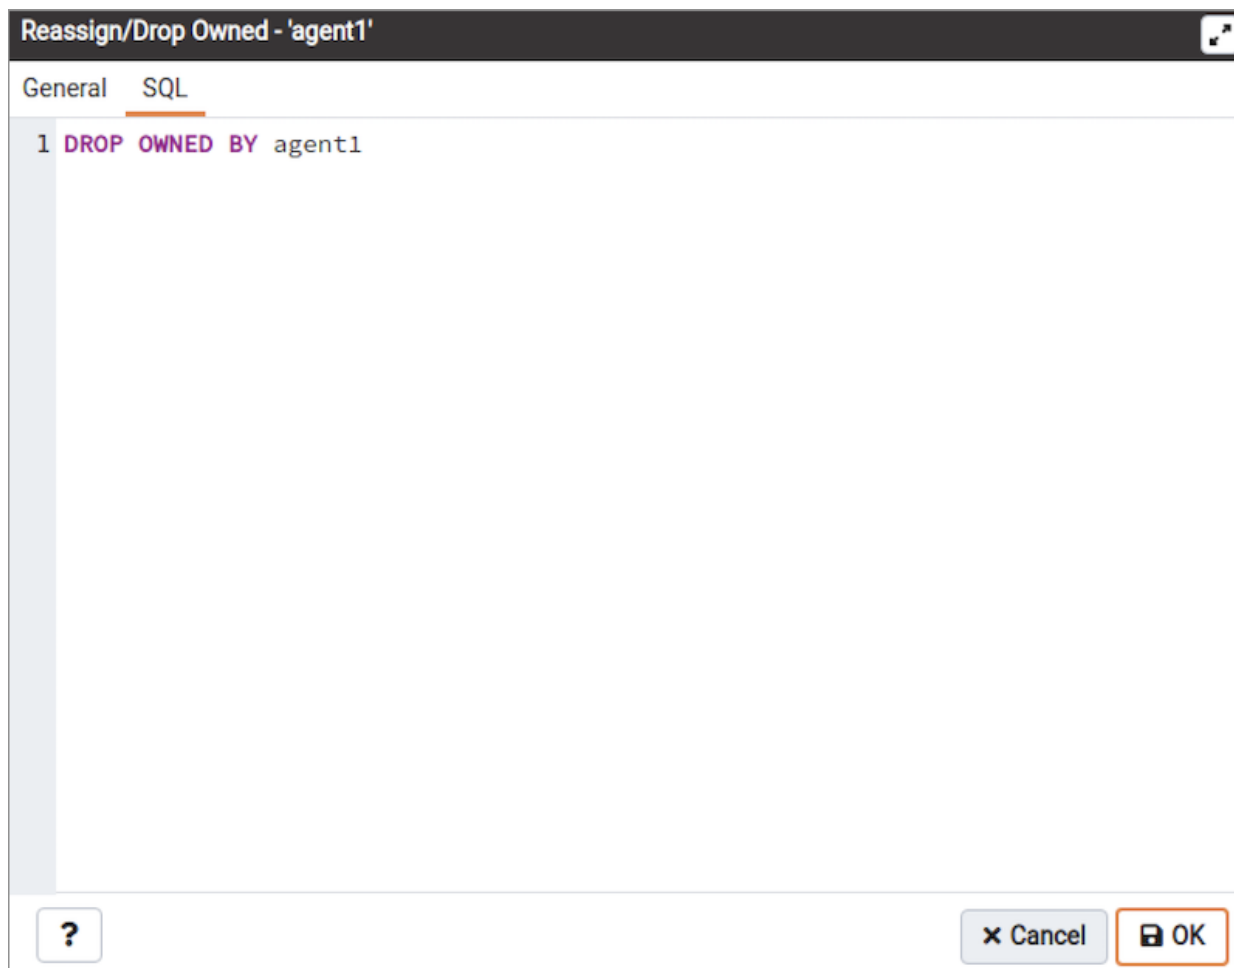 Reassign/Drop Owned - 'agent1'
General SQL
1 DROP OWNED BY agent1
? Cancel OK